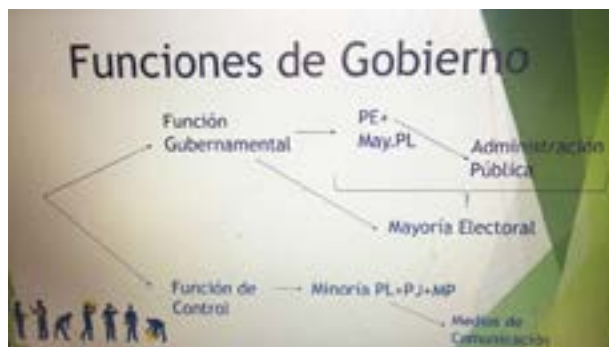 Funciones de Gobierno
Función
Gubernamental
PE+
May.PL
Administración
Pública
Mayoría Electoral
Función de
Control
Minoría PL+PJ+MP
Medios de
Comunicación